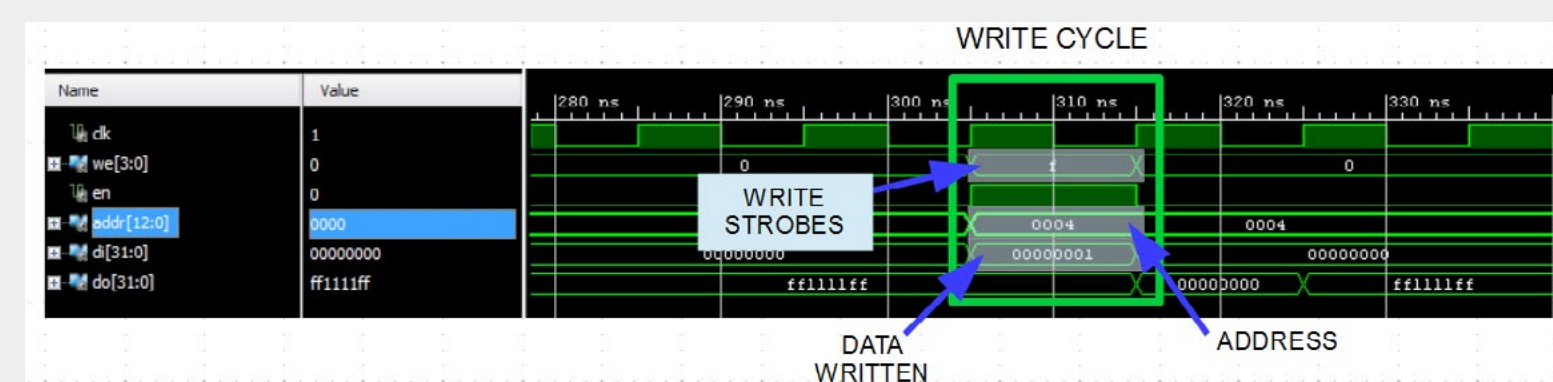 WRITE CYCLE
Name Value
280 ns 290 ns 300 ns 310 ns 320 ns 330 ns
clk 1
we[3:0] 0 0 f 0
en 0
WRITE
STROBES
addr[12:0] 0000 0004 0004
di[31:0] 00000000 00000000 00000001 00000000
do[31:0] ff1111ff ff1111ff 00000000 ff1111ff
DATA
WRITTEN
ADDRESS